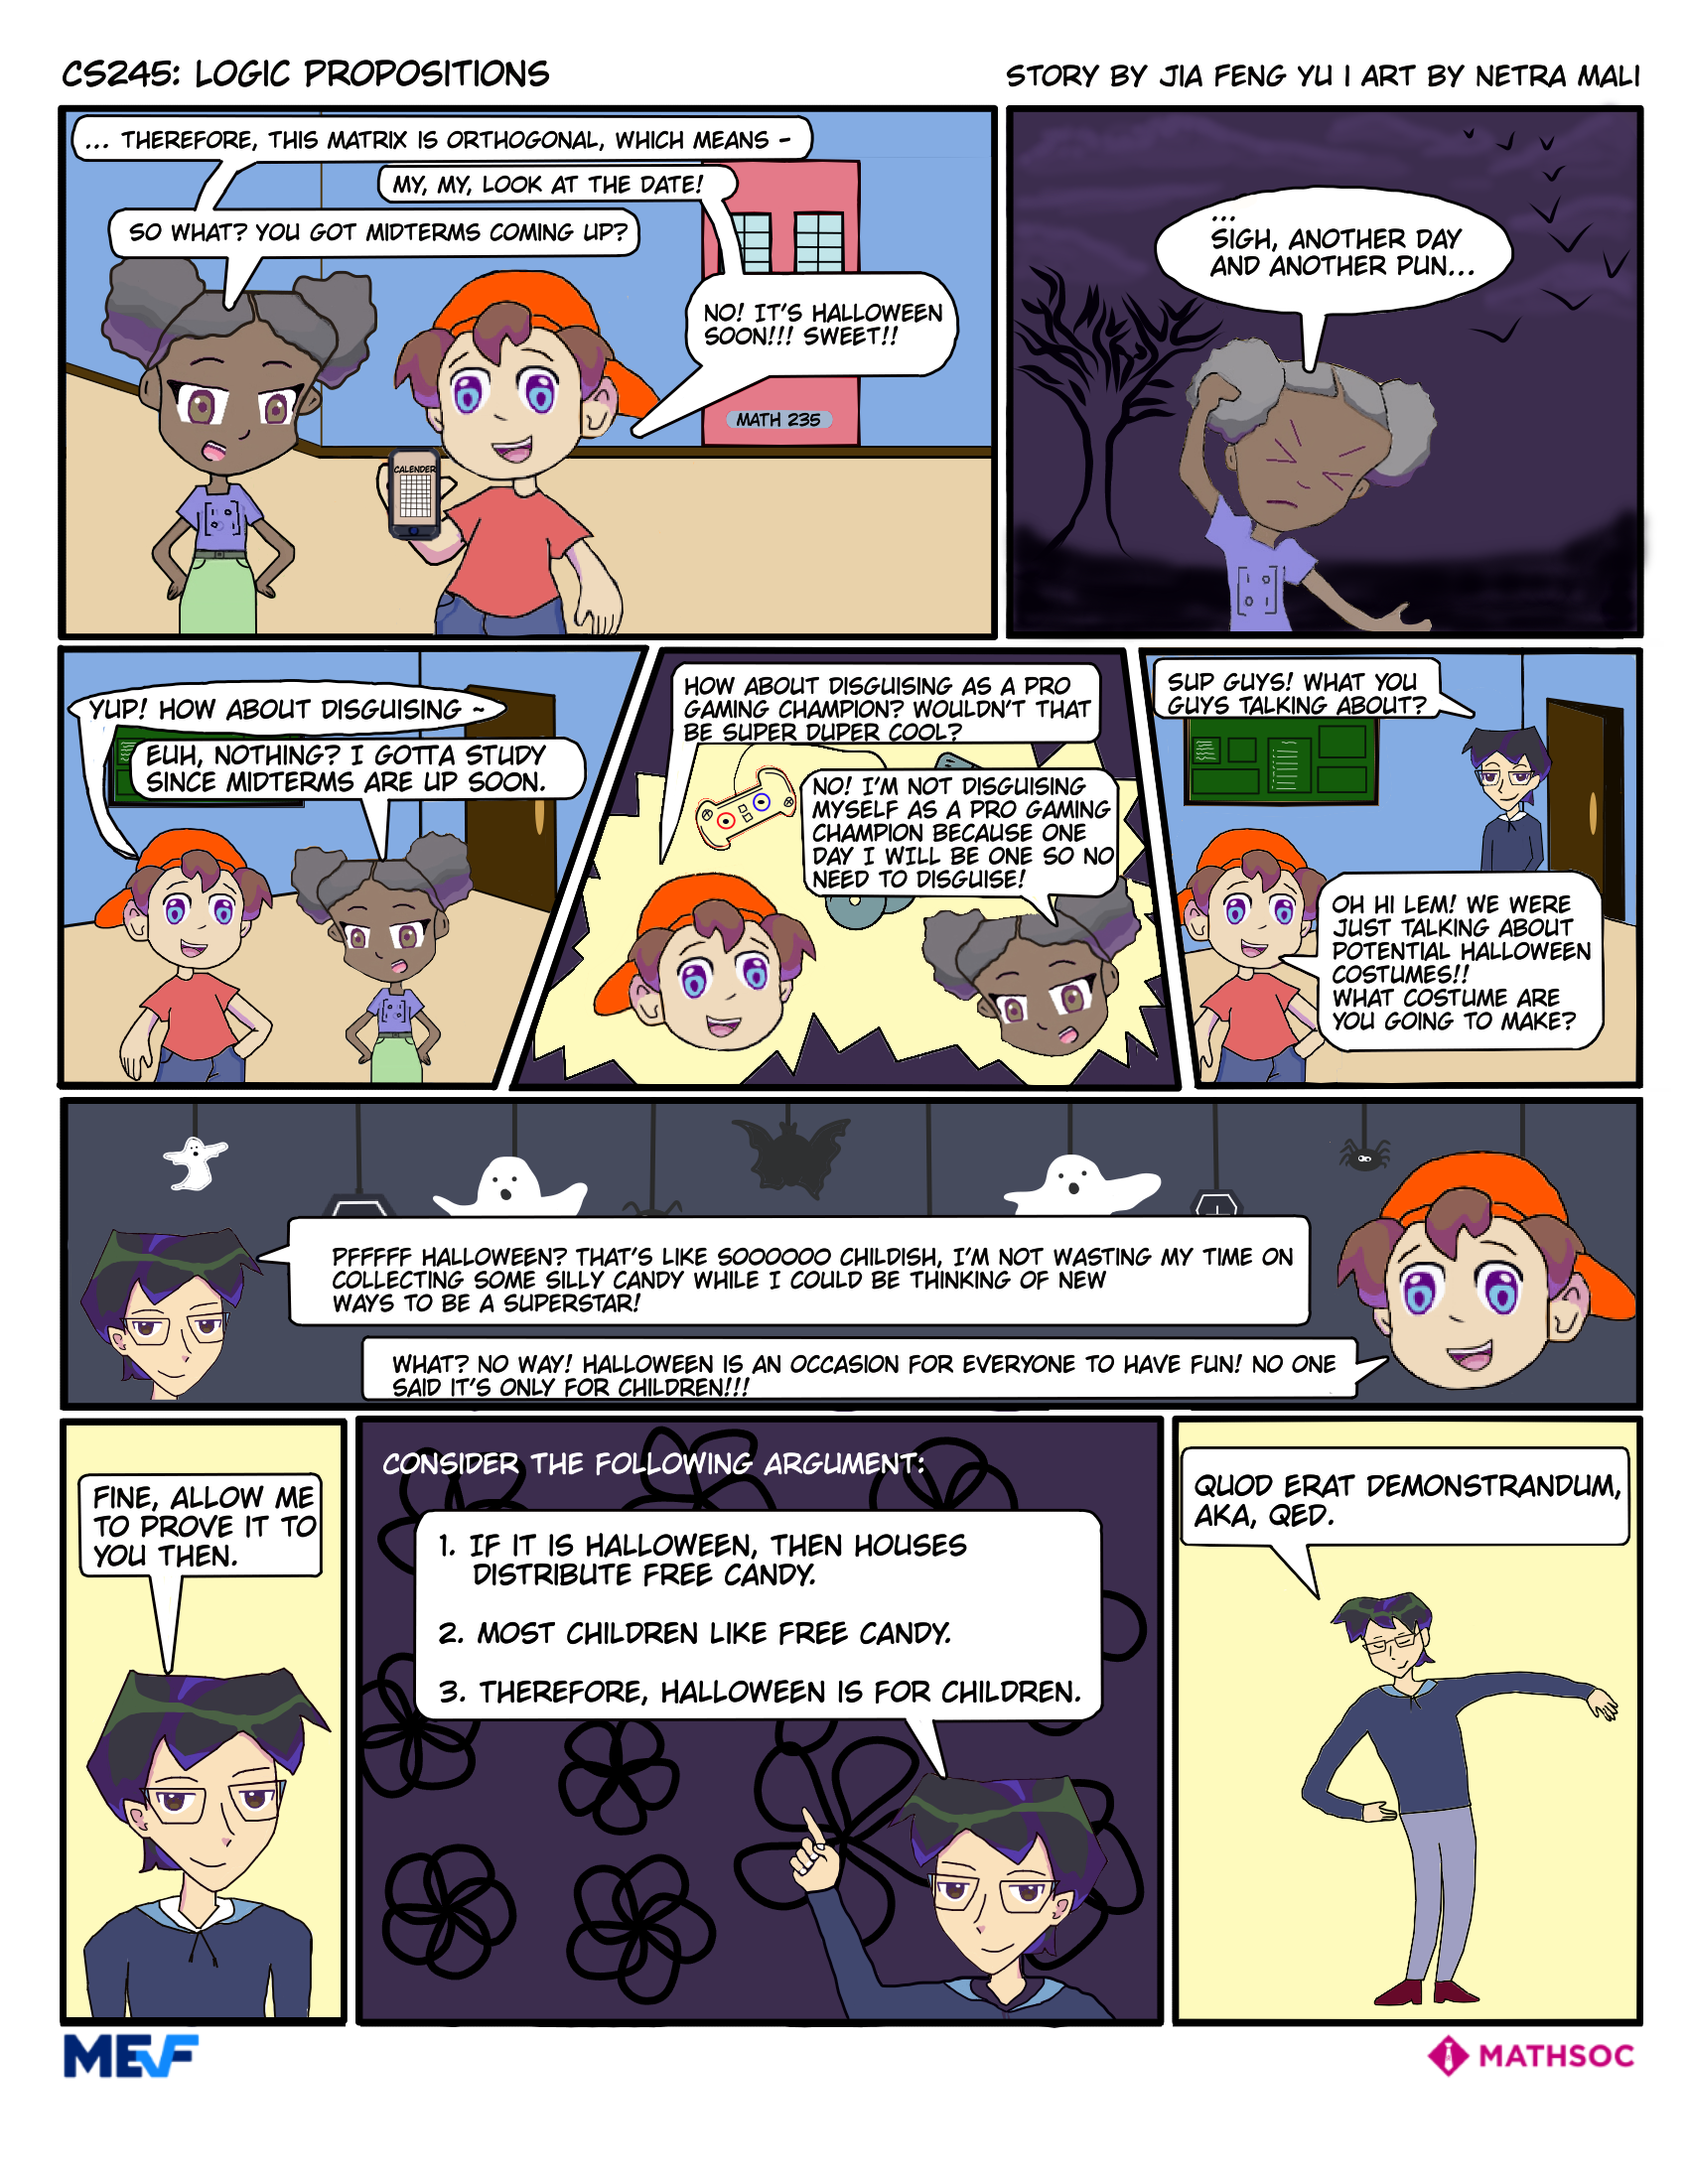 CS245: LOGIC PROPOSITIONS
STORY BY JIA FENG YU | ART BY NETRA MALI
... THEREFORE, THIS MATRIX IS ORTHOGONAL, WHICH MEANS -
MY, MY, LOOK AT THE DATE!
SO WHAT? YOU GOT MIDTERMS COMING UP?
NO! IT'S HALLOWEEN
SOON!!! SWEET!!
MATH 235
CALENDER
...
SIGH, ANOTHER DAY
AND ANOTHER PUN...
YUP! HOW ABOUT DISGUISING ~
EUH, NOTHING? I GOTTA STUDY
SINCE MIDTERMS ARE UP SOON.
HOW ABOUT DISGUISING AS A PRO
GAMING CHAMPION? WOULDN'T THAT
BE SUPER DUPER COOL?
NO! I'M NOT DISGUISING
MYSELF AS A PRO GAMING
CHAMPION BECAUSE ONE
DAY I WILL BE ONE SO NO
NEED TO DISGUISE!
SUP GUYS! WHAT YOU
GUYS TALKING ABOUT?
OH HI LEM! WE WERE
JUST TALKING ABOUT
POTENTIAL HALLOWEEN
COSTUMES!!
WHAT COSTUME ARE
YOU GOING TO MAKE?
PFFFFF HALLOWEEN? THAT'S LIKE SOOOOOO CHILDISH, I'M NOT WASTING MY TIME ON
COLLECTING SOME SILLY CANDY WHILE I COULD BE THINKING OF NEW
WAYS TO BE A SUPERSTAR!
WHAT? NO WAY! HALLOWEEN IS AN OCCASION FOR EVERYONE TO HAVE FUN! NO ONE
SAID IT'S ONLY FOR CHILDREN!!!
FINE, ALLOW ME
TO PROVE IT TO
YOU THEN.
CONSIDER THE FOLLOWING ARGUMENT:
1. IF IT IS HALLOWEEN, THEN HOUSES
DISTRIBUTE FREE CANDY.
2. MOST CHILDREN LIKE FREE CANDY.
3. THEREFORE, HALLOWEEN IS FOR CHILDREN.
QUOD ERAT DEMONSTRANDUM,
AKA, QED.
MEF
MATHSOC